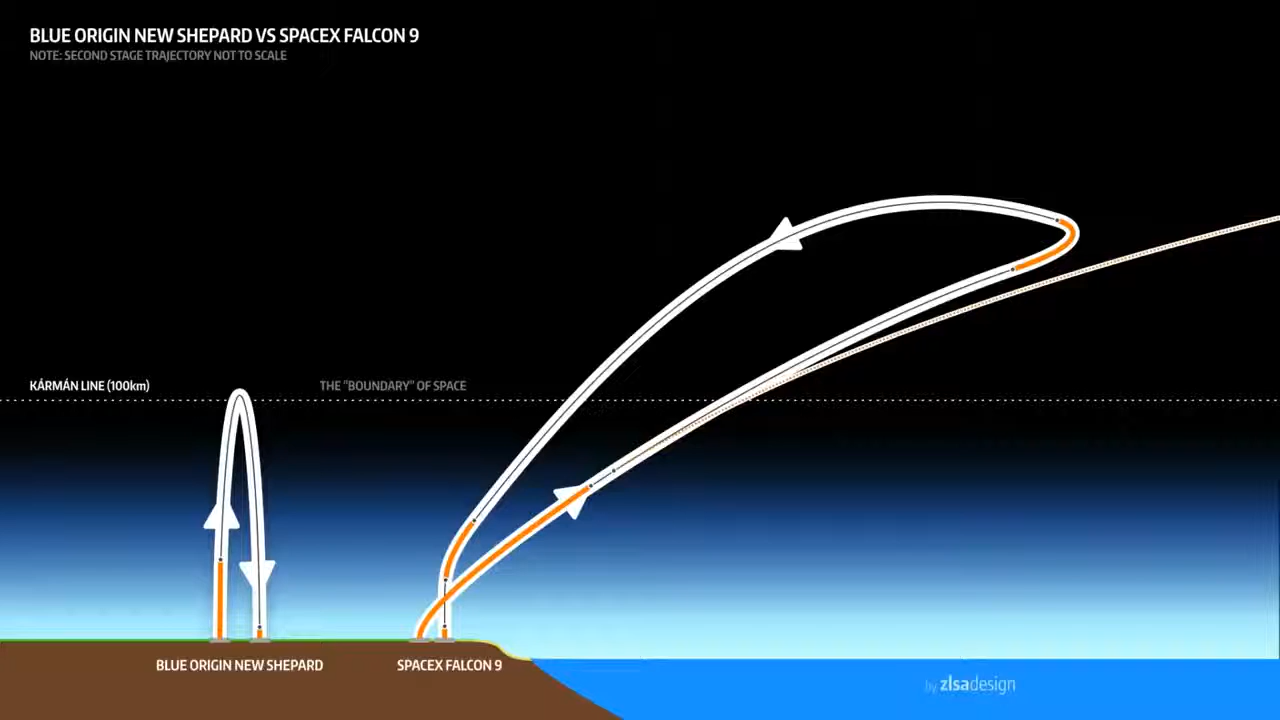 BLUE ORIGIN NEW SHEPARD VS SPACEX FALCON 9
NOTE: SECOND STAGE TRAJECTORY NOT TO SCALE
KÁRMÁN LINE (100km)
THE "BOUNDARY" OF SPACE
BLUE ORIGIN NEW SHEPARD
SPACEX FALCON 9
by zlsadesign